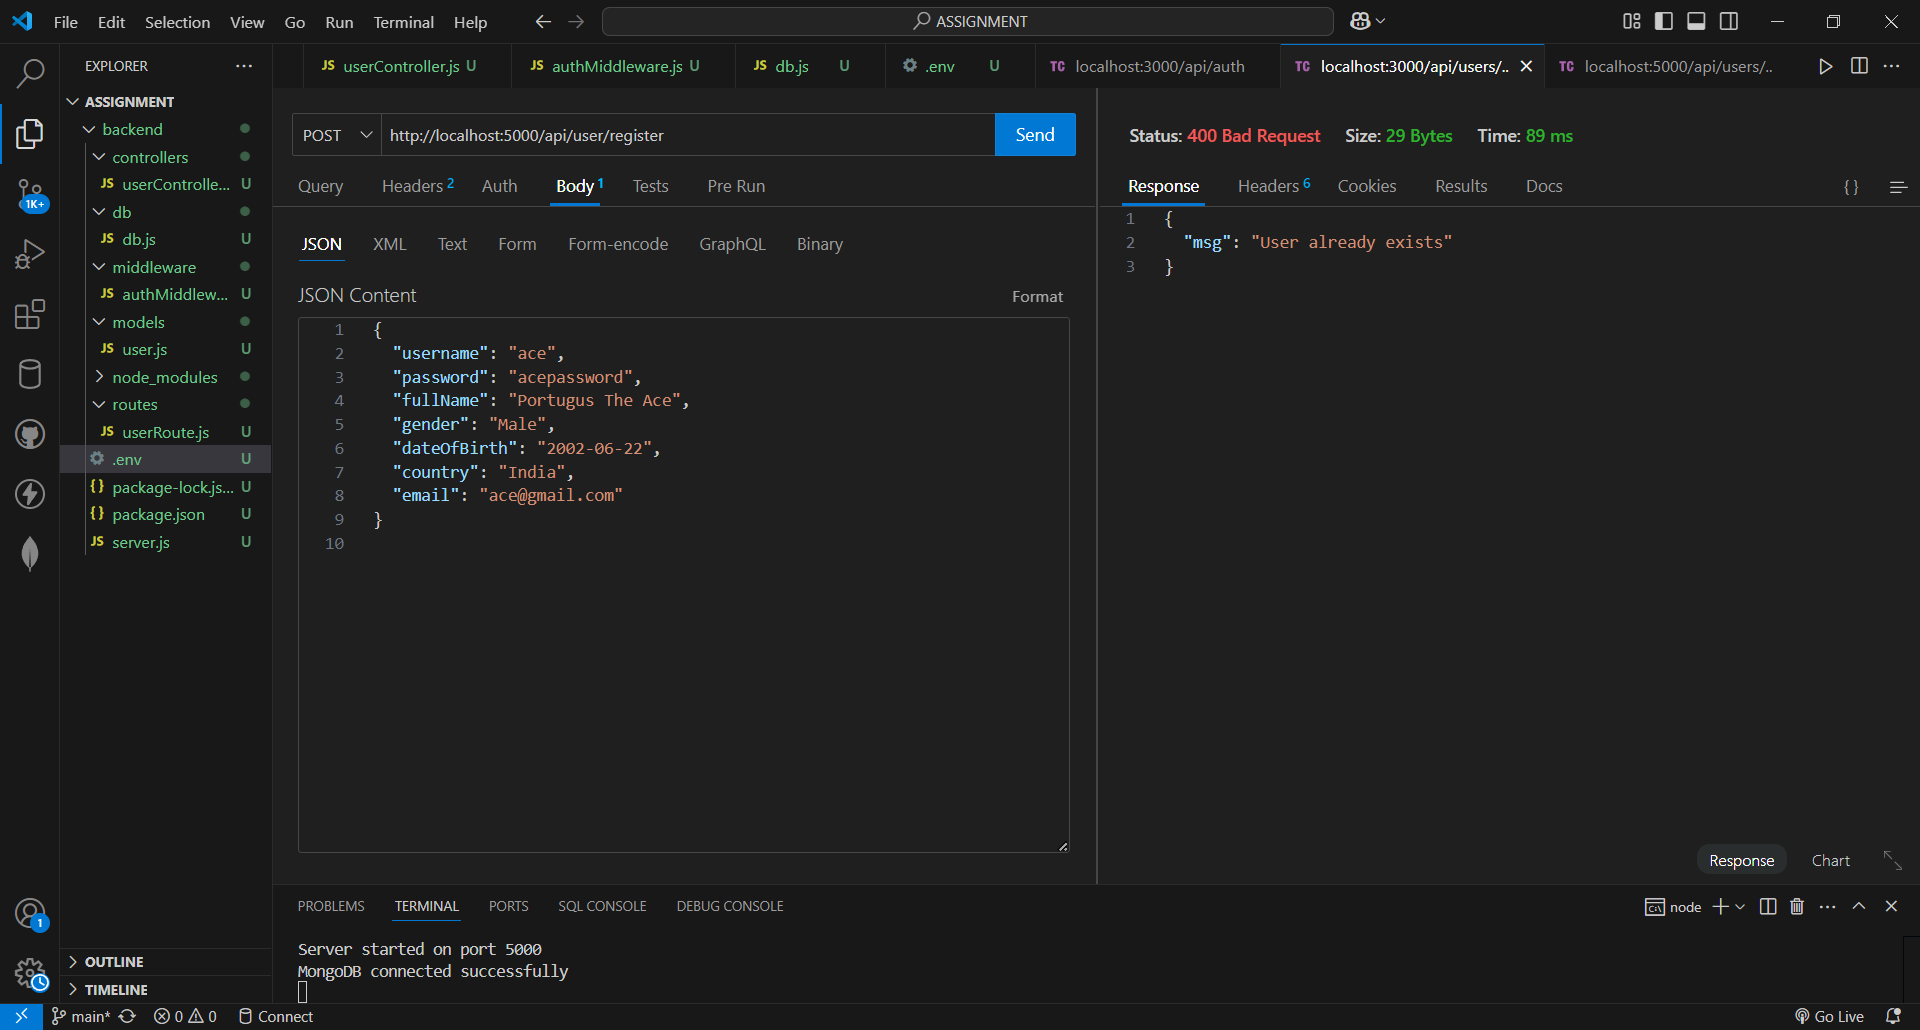 File Edit Selection View Go Run Terminal Help ASSIGNMENT
EXPLORER
userController.js U authMiddleware.js U db.js U .env U TC localhost:3000/api/auth TC localhost:3000/api/users/.. TC localhost:5000/api/users/..
ASSIGNMENT
backend
controllers
JS userControlle... U
db
JS db.js U
middleware
JS authMiddlew... U
models
JS user.js U
node_modules
routes
JS userRoute.js U
.env U
{} package-lock.js... U
{} package.json U
JS server.js U
OUTLINE
TIMELINE
1K+
1
POST http://localhost:5000/api/user/register Send
Query Headers 2 Auth Body 1 Tests Pre Run
JSON XML Text Form Form-encode GraphQL Binary
JSON Content Format
1 {
2 "username": "ace",
3 "password": "acepassword",
4 "fullName": "Portugus The Ace",
5 "gender": "Male",
6 "dateOfBirth": "2002-06-22",
7 "country": "India",
8 "email": "ace@gmail.com"
9 }
10
Status: 400 Bad Request Size: 29 Bytes Time: 89 ms
Response Headers 6 Cookies Results Docs { }
1 {
2 "msg": "User already exists"
3 }
Response Chart
PROBLEMS TERMINAL PORTS SQL CONSOLE DEBUG CONSOLE node
Server started on port 5000
MongoDB connected successfully
main* 0 0 Connect Go Live